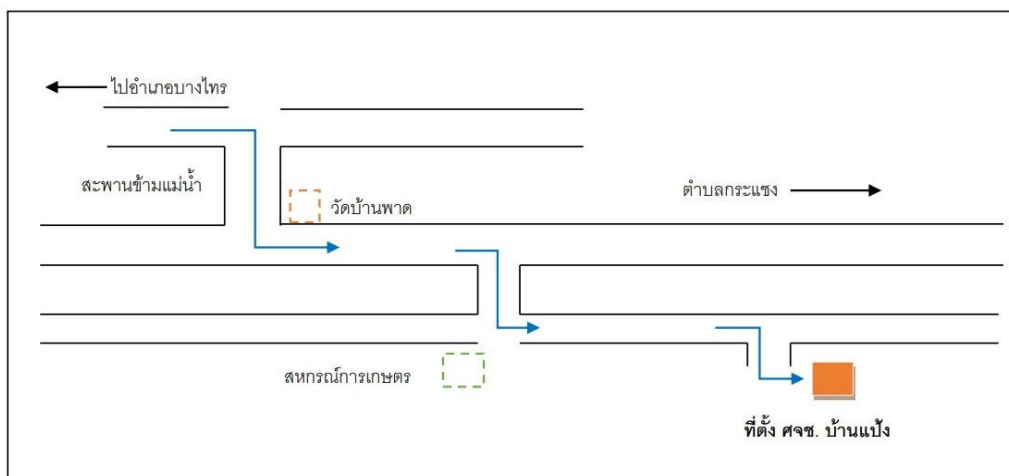 ไปอำเภอบางไทร
สะพานข้ามแม่น้ำ
วัดบ้านพาด
ตำบลกระแชง
สหกรณ์การเกษตร
ที่ตั้ง ศจช. บ้านแป้ง